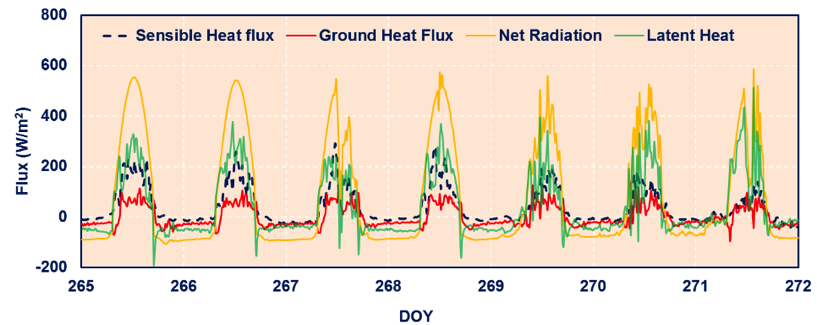 800
Sensible Heat flux Ground Heat Flux Net Radiation Latent Heat
600
400
200
0
-200
Flux (W/m²)
265 266 267 268 269 270 271 272
DOY